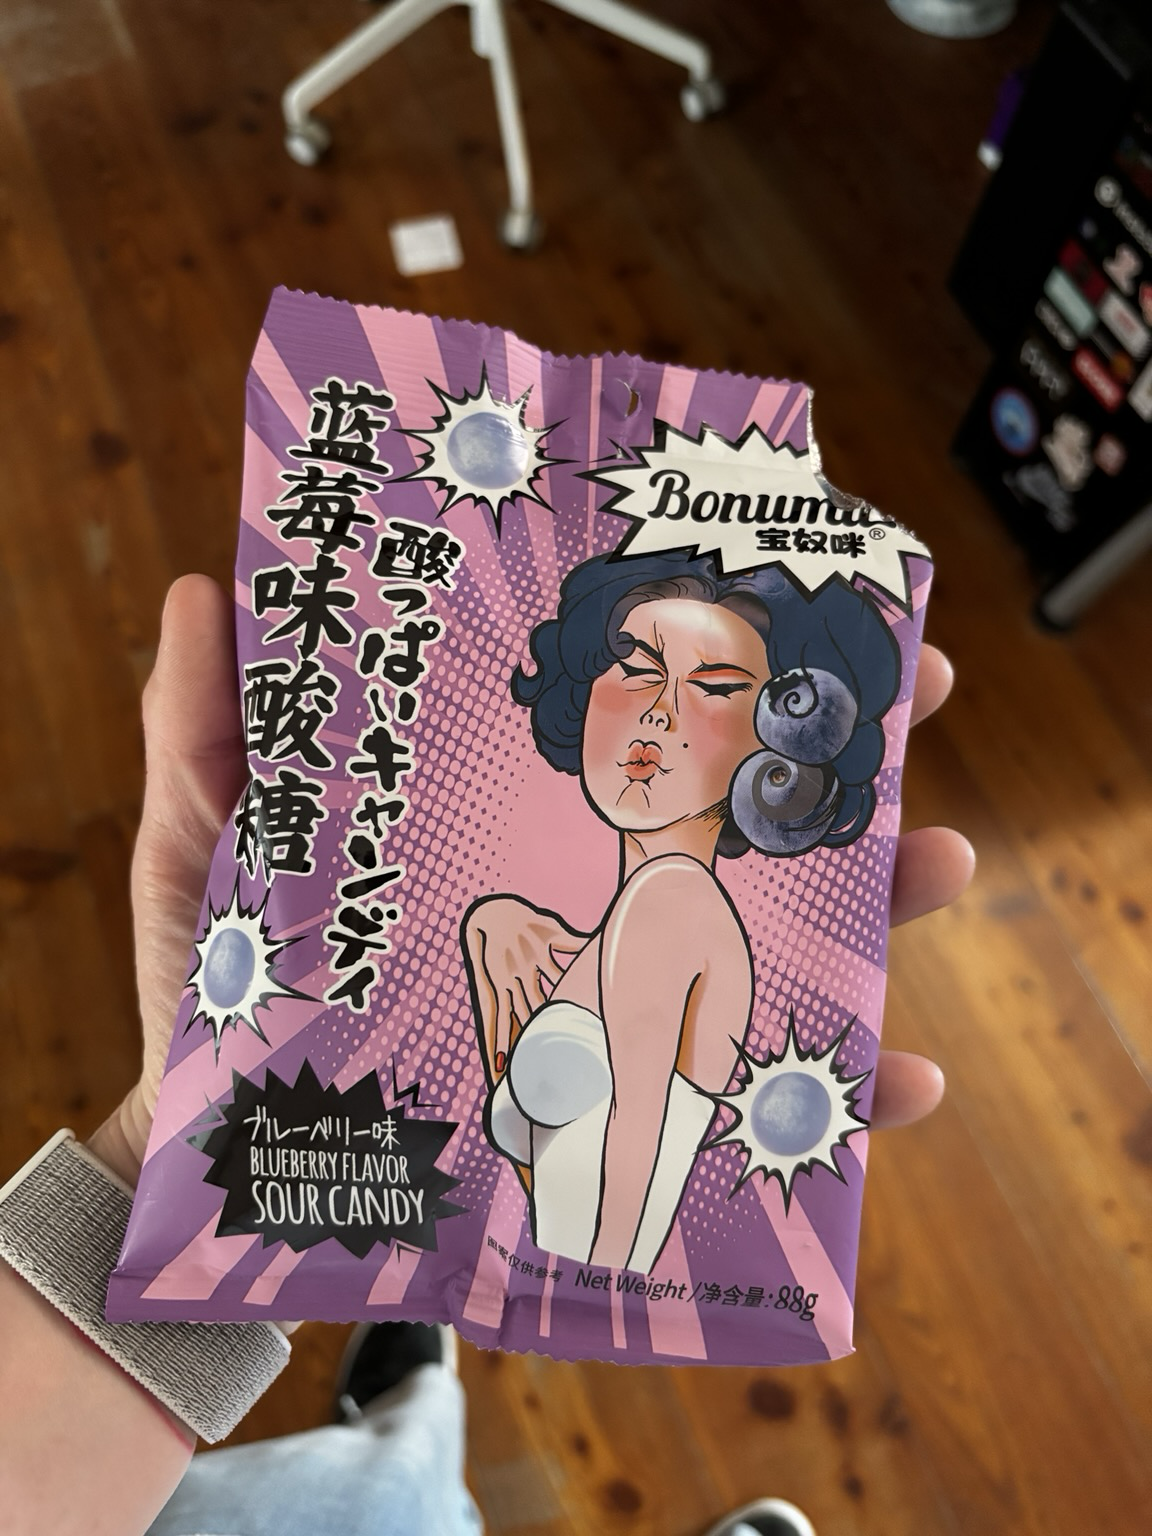 蓝莓味酸糖
酸っぱいキャンディ
宝奴咪®
ブルーベリー味
BLUEBERRY FLAVOR
SOUR CANDY
图案仅供参考
Net Weight/净含量:88g